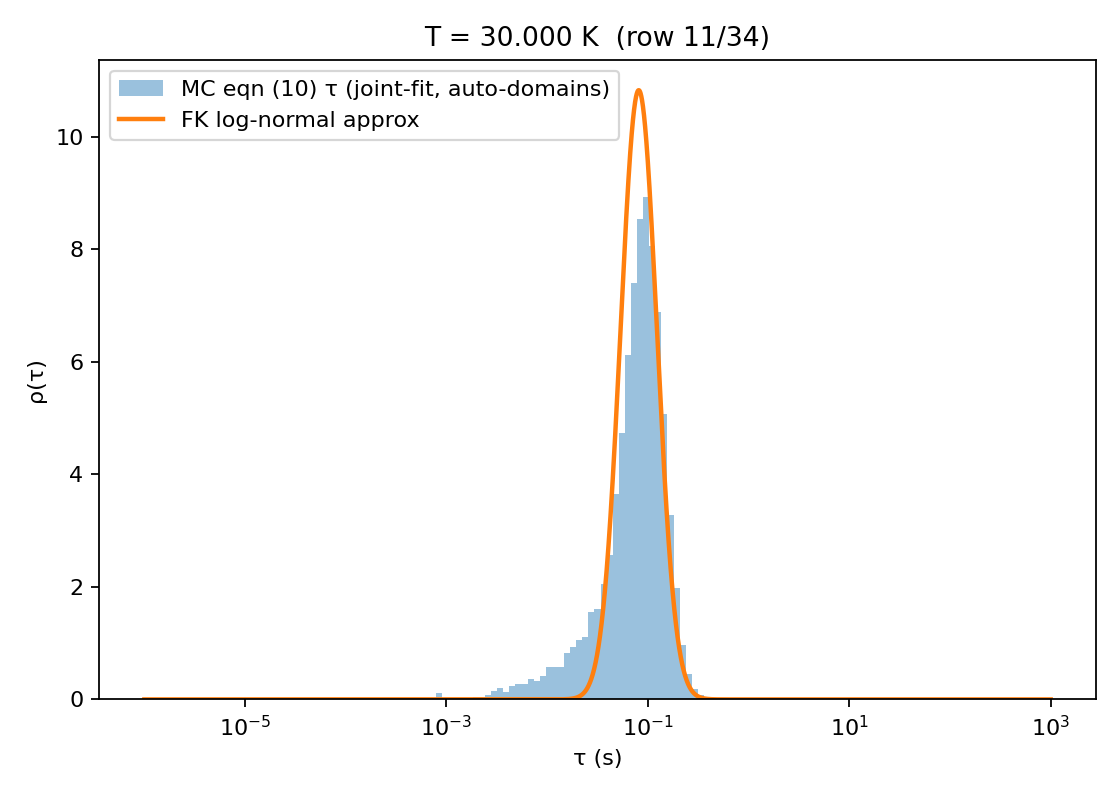 T = 30.000 K  (row 11/34)
MC eqn (10) τ (joint-fit, auto-domains)
FK log-normal approx
10
8
6
4
2
0
ρ(τ)
10⁻⁵
10⁻³
10⁻¹
10¹
10³
τ (s)